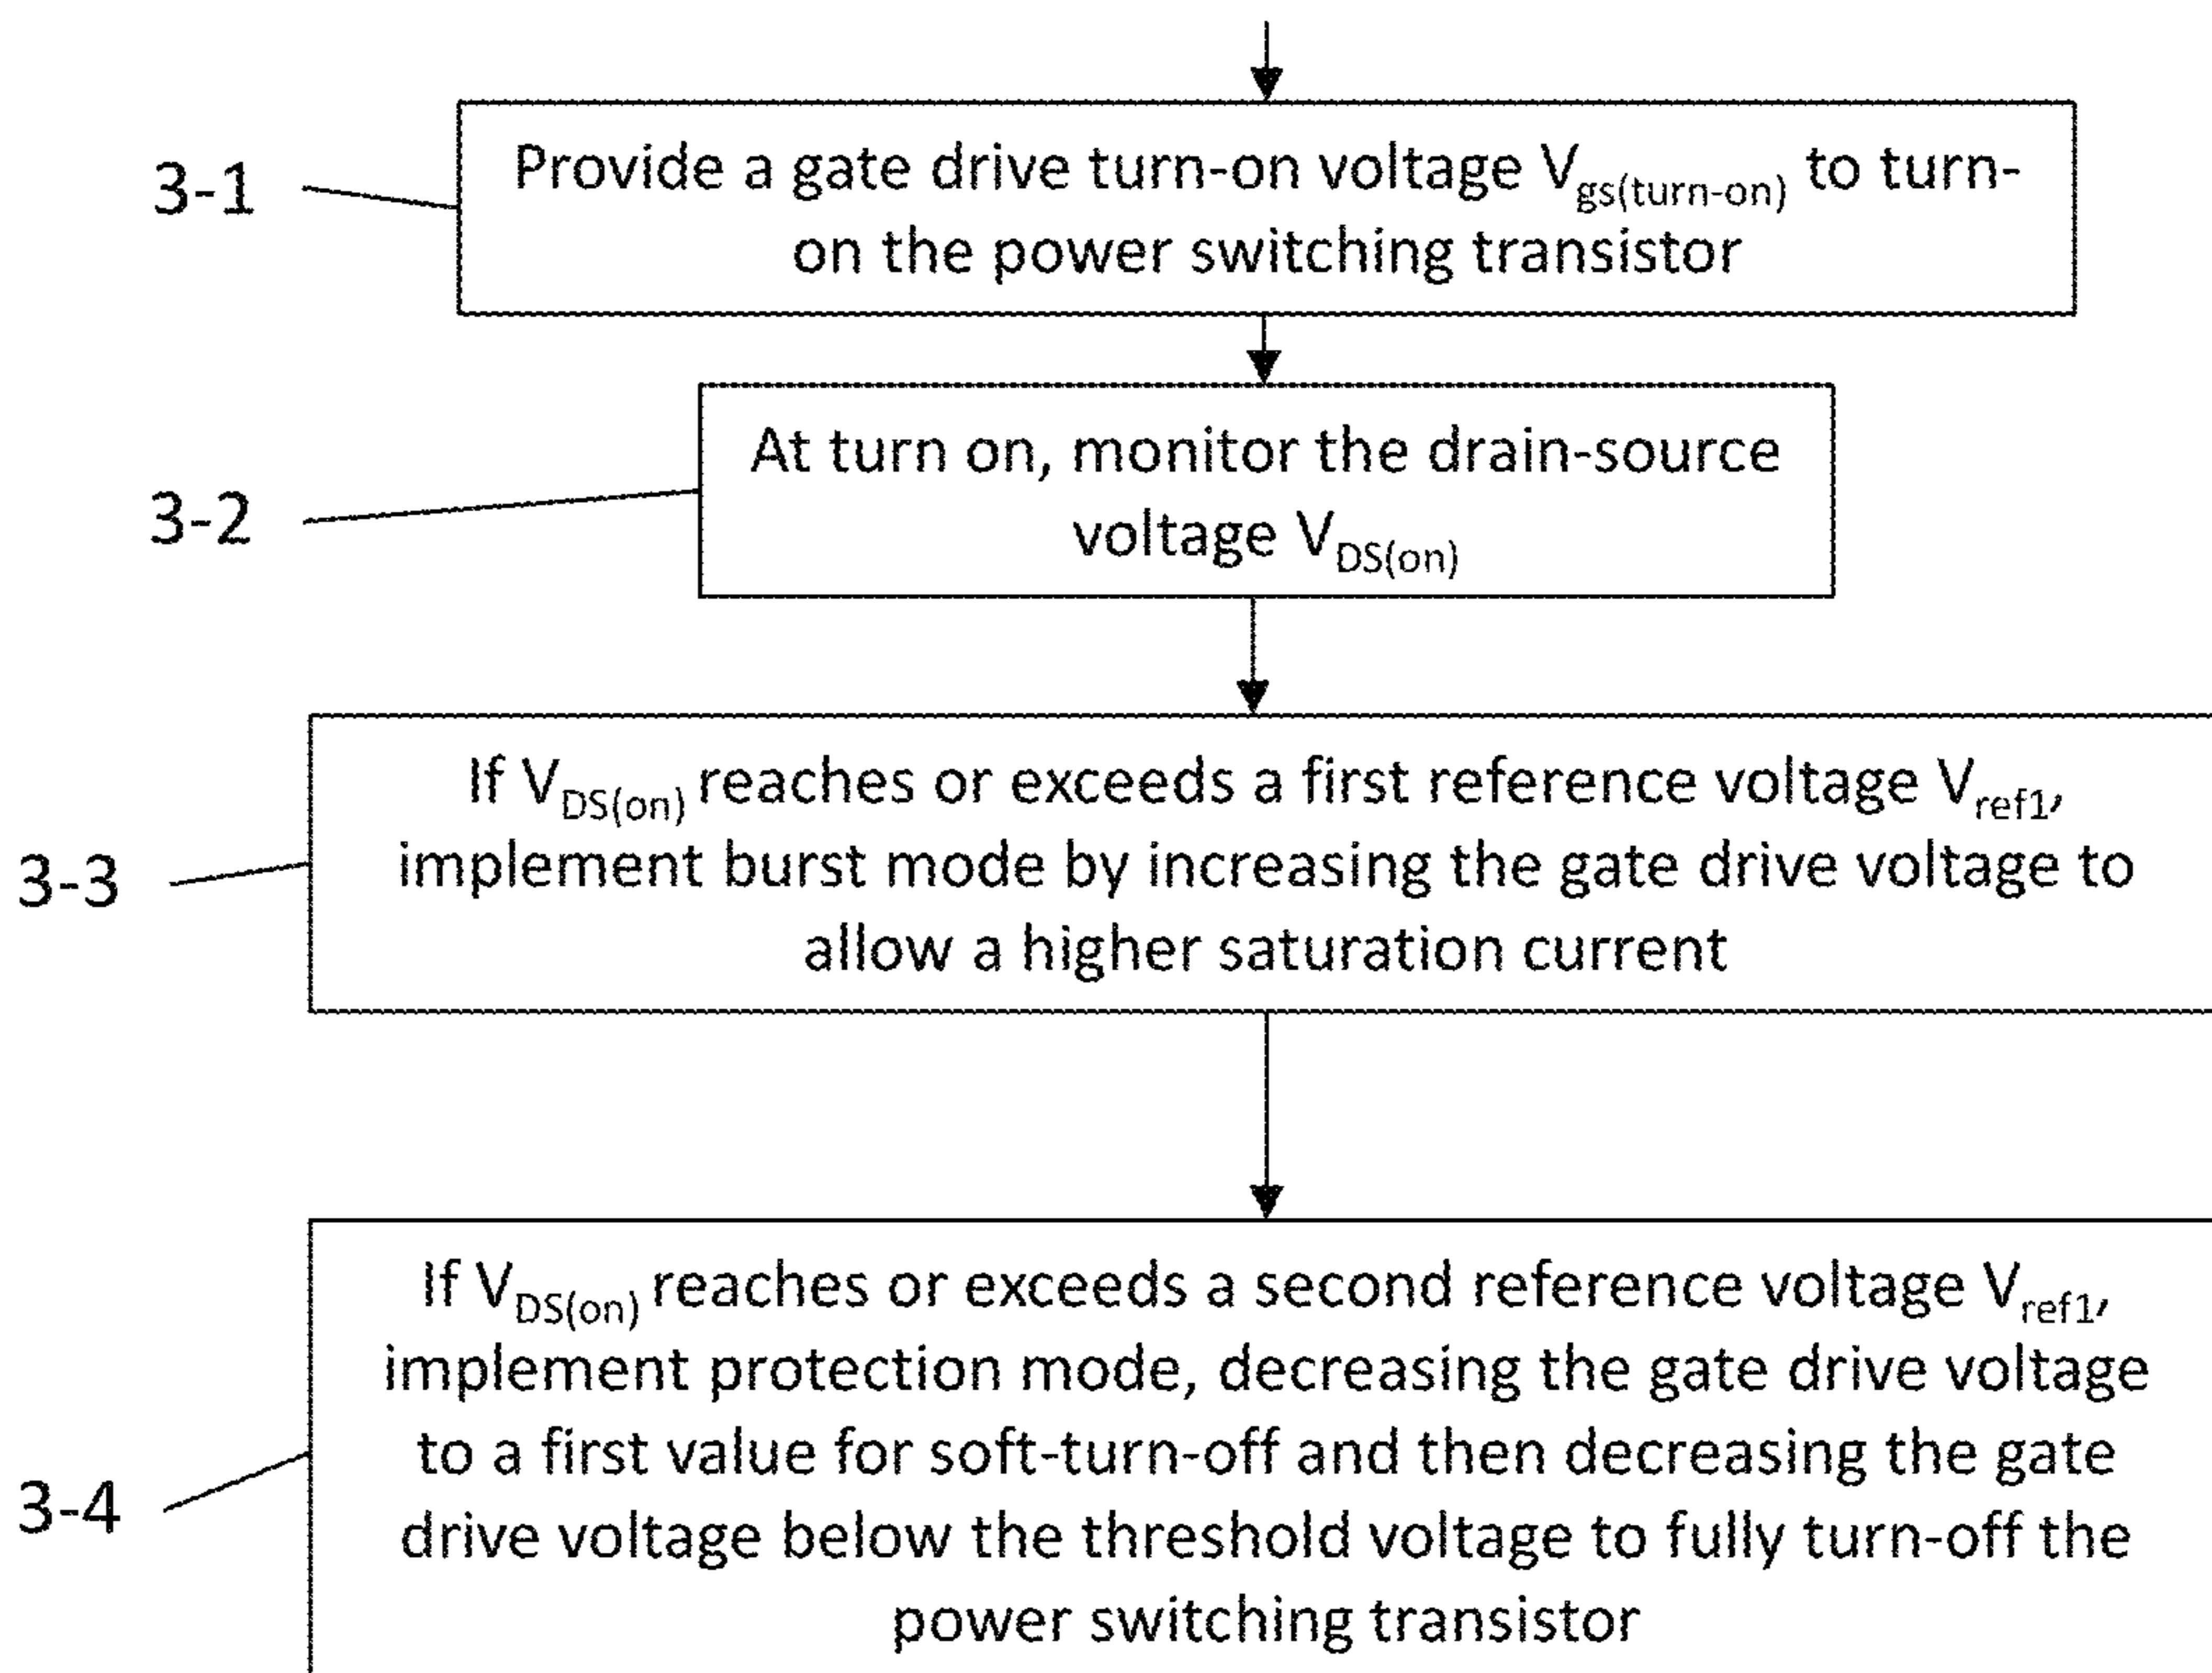 3-1
Provide a gate drive turn-on voltage Vgs(turn-on) to turn-
on the power switching transistor
3-2
At turn on, monitor the drain-source
voltage VDS(on)
If VDS(on) reaches or exceeds a first reference voltage Vref1,
3-3
implement burst mode by increasing the gate drive voltage to
allow a higher saturation current
If VDS(on) reaches or exceeds a second reference voltage Vref1,
implement protection mode, decreasing the gate drive voltage
to a first value for soft-turn-off and then decreasing the gate
3-4
drive voltage below the threshold voltage to fully turn-off the
power switching transistor